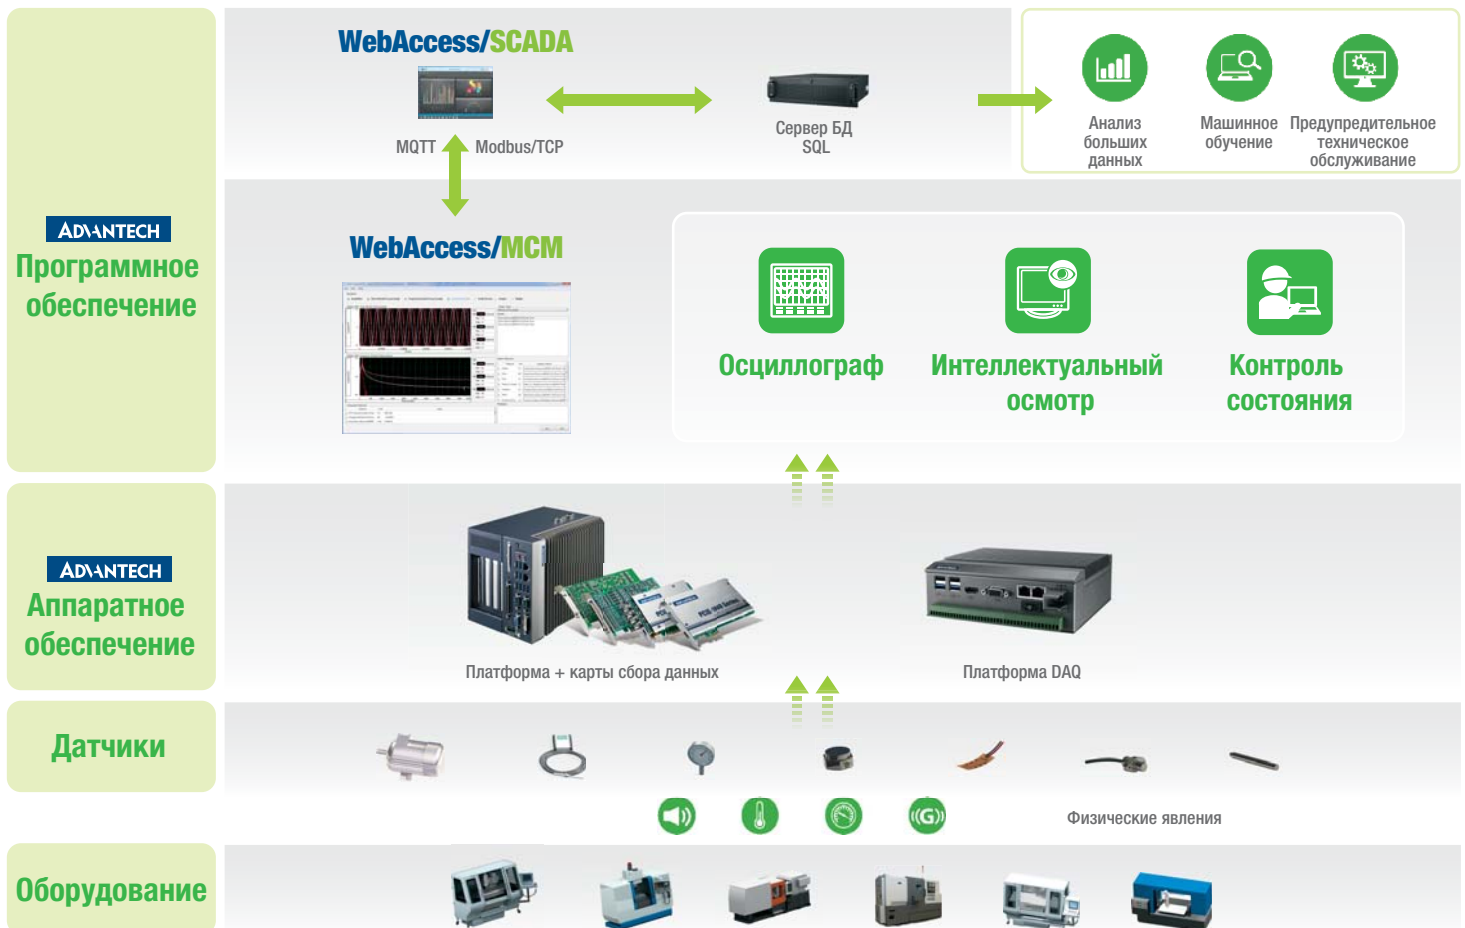 WebAccess/SCADA
MQTT
Modbus/TCP
Сервер БД
SQL
Анализ
больших
данных
Машинное
обучение
Предупредительное
техническое
обслуживание
ADVANTECH
Программное
обеспечение
WebAccess/MCM
Осциллограф
Интеллектуальный
осмотр
Контроль
состояния
ADVANTECH
Аппаратное
обеспечение
Платформа + карты сбора данных
Платформа DAQ
Датчики
((G))
Физические явления
Оборудование